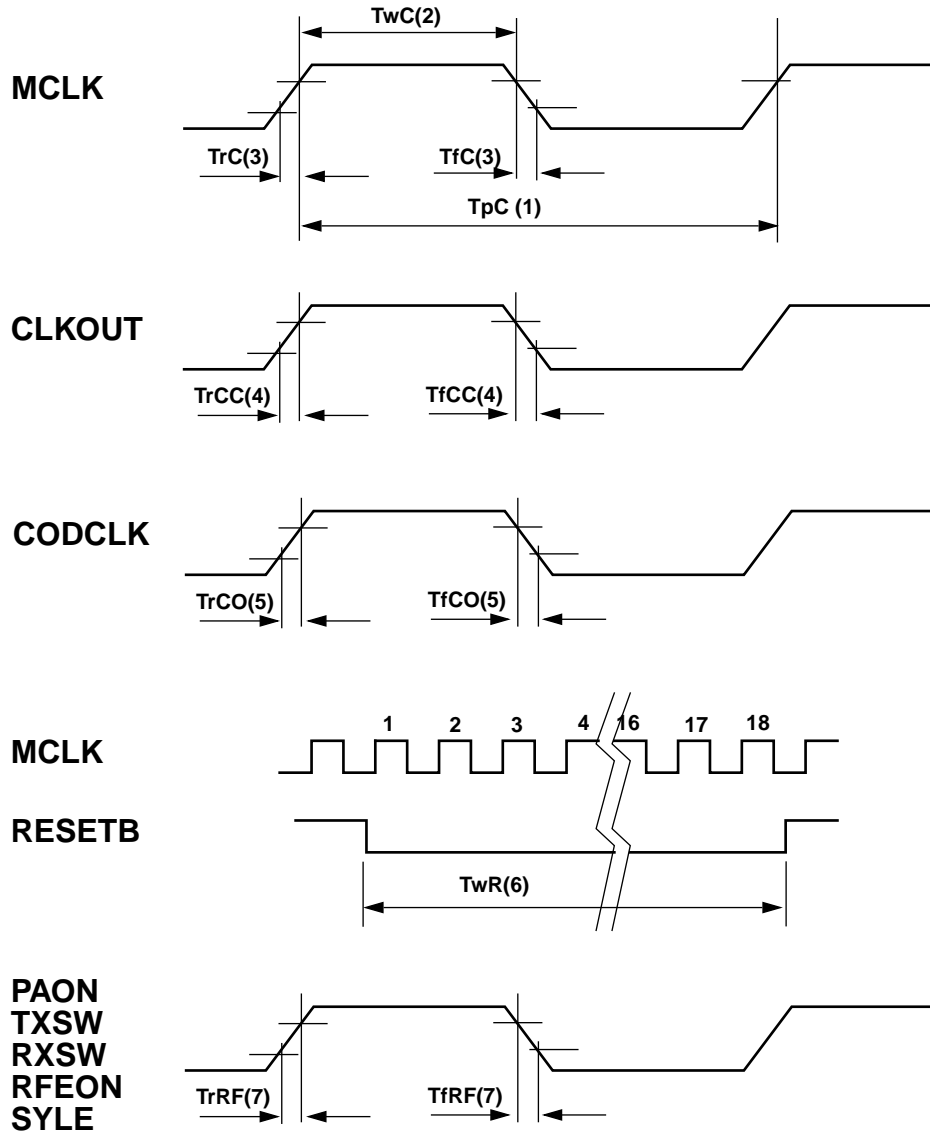 TwC(2)
MCLK
TrC(3)
TfC(3)
TpC (1)
CLKOUT
TrCC(4)
TfCC(4)
CODCLK
TrCO(5)
TfCO(5)
1 2 3 4 16 17 18
MCLK
RESETB
TwR(6)
PAON
TXSW
RXSW
RFEON
SYLE
TrRF(7)
TfRF(7)